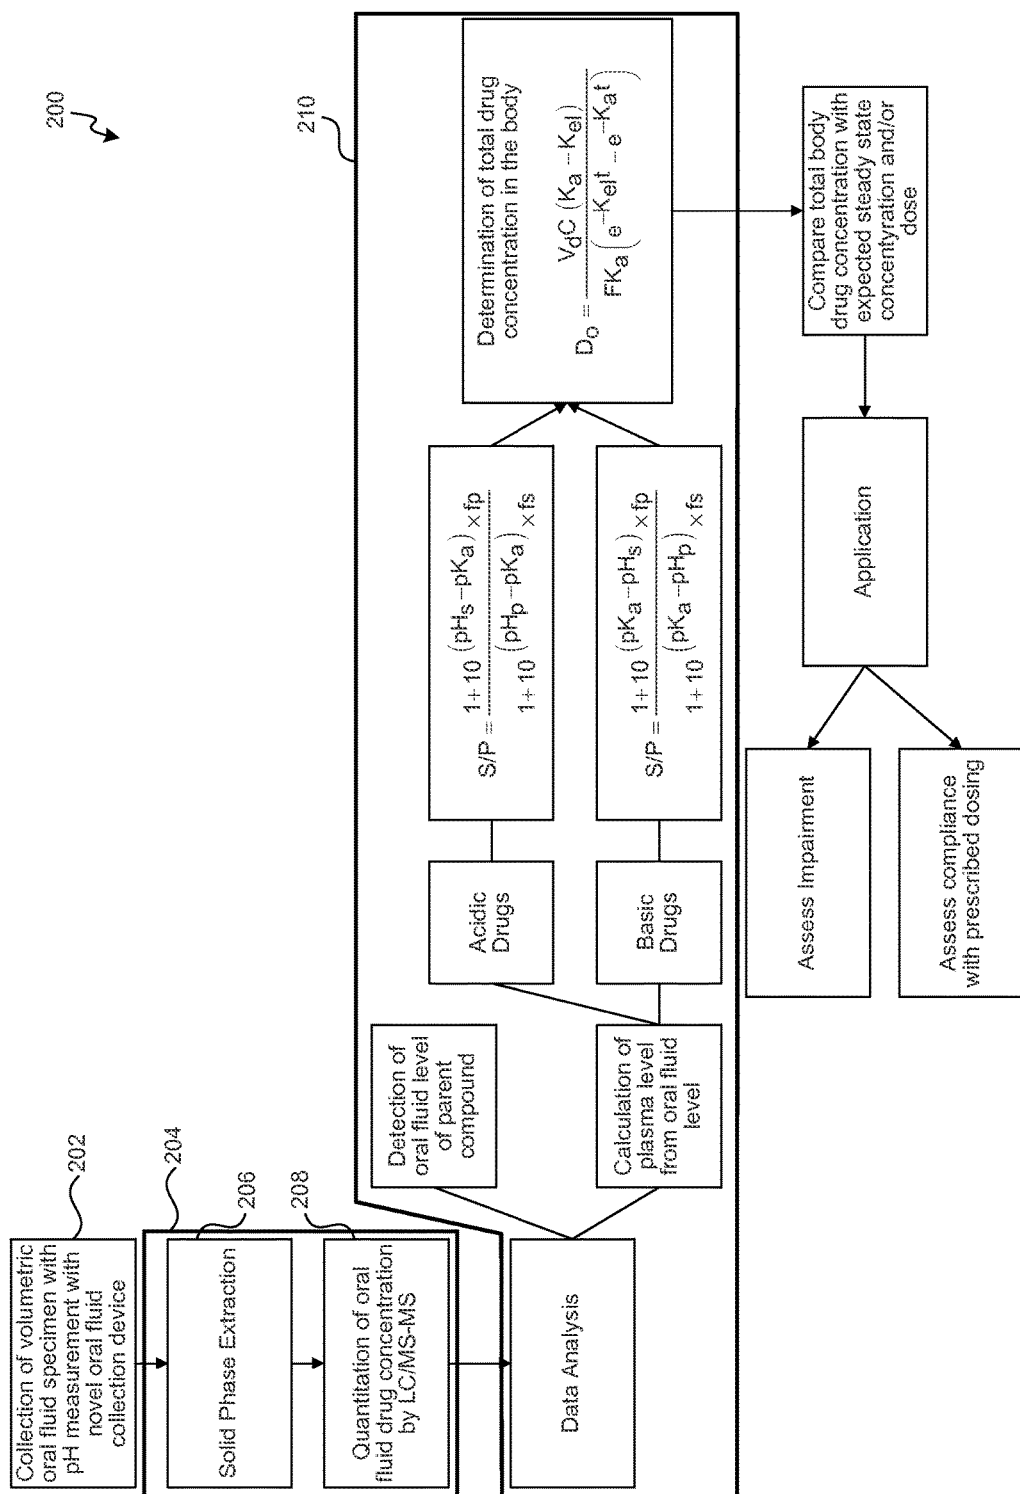 200
Collection of volumetric
oral fluid specimen with
pH measurement with
novel oral fluid
collection device
202
204
Solid Phase Extraction
206
Quantitation of oral
fluid drug concentration
by LC/MS-MS
208
210
Data Analysis
Detection of
oral fluid level
of parent
compound
Calculation of
plasma level
from oral fluid
level
Acidic
Drugs
Basic
Drugs
S/P = 1+10^(pHs−pKa) × fp / 1+10^(pHp−pKa) × fs
S/P = 1+10^(pKa−pHs) × fp / 1+10^(pKa−pHp) × fs
Determination of total drug
concentration in the body
Do = VdC (Ka − Kel) / FKa (e^−Kelt − e^−Kat)
Compare total body
drug concentration with
expected steady state
concentyration and/or
dose
Application
Assess Impairment
Assess compliance
with prescribed dosing